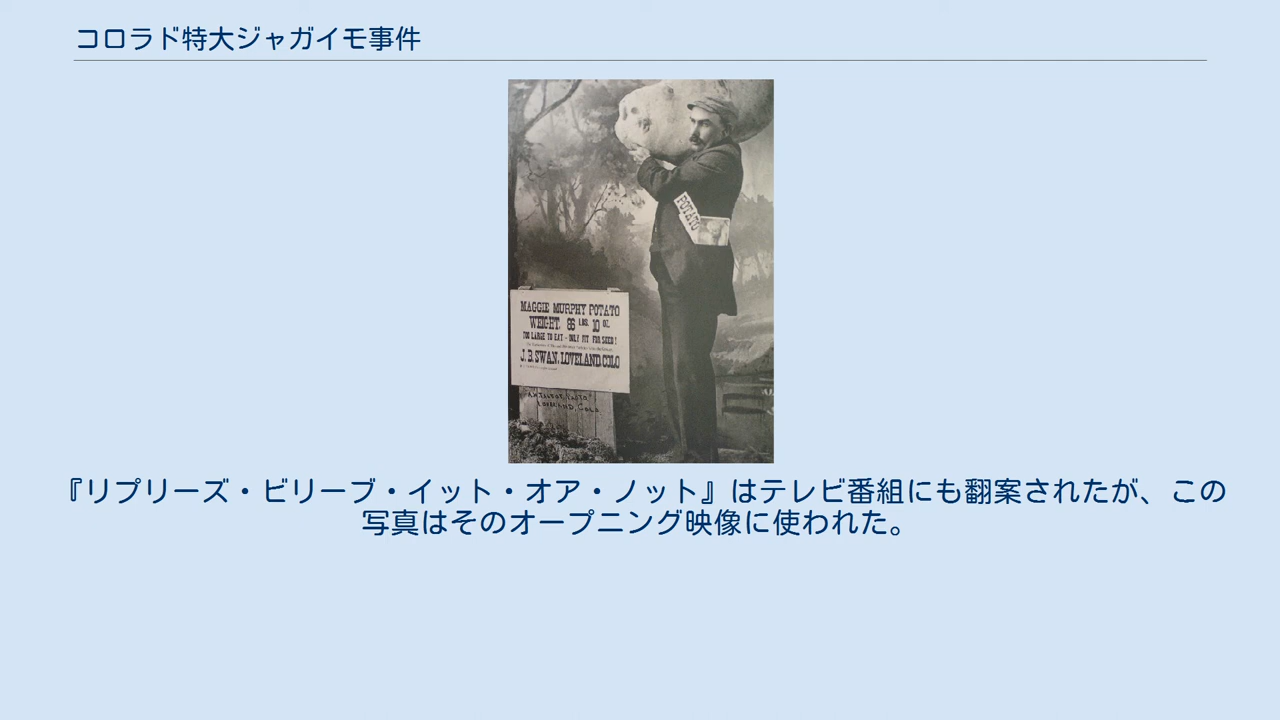 コロラド特大ジャガイモ事件
POTATO
MAGGIE MURPHY POTATO
WEIGHT, 86 LBS. 10 OZ.
TOO LARGE TO EAT - ONLY FIT FOR SEED!
J. B. SWAN, LOVELAND, COLO
LOVELAND, COLO
『リプリーズ・ビリーブ・イット・オア・ノット』はテレビ番組にも翻案されたが、この
写真はそのオープニング映像に使われた。